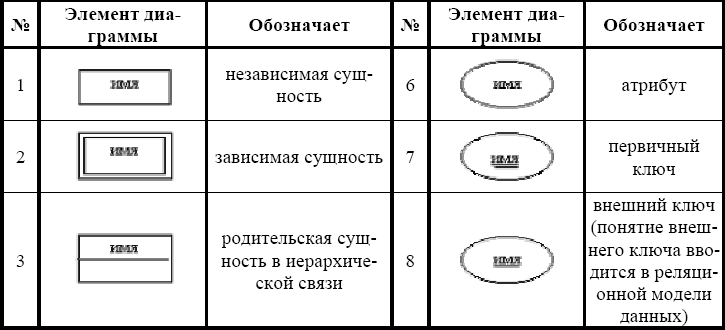 № Элемент диа- Обозначает № Элемент диа- Обозначает
граммы граммы
1 имя независимая сущ- 6 имя атрибут
ность
2 имя зависимая сущность 7 имя первичный
ключ
3 имя родительская сущ- 8 имя внешний ключ
ность в иерархиче- (понятие внеш-
ской связи него ключа вво-
дится в реляци-
онной модели
данных)